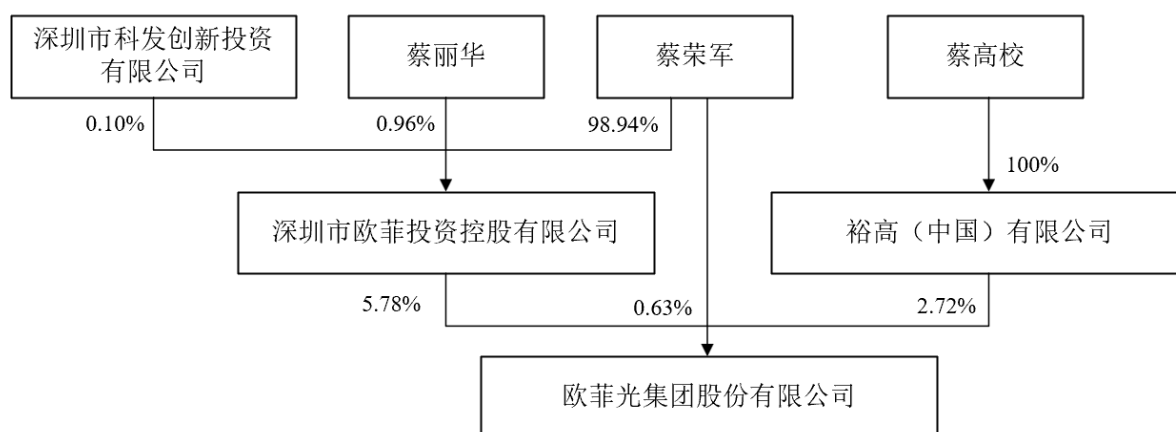 深圳市科发创新投资
有限公司
蔡丽华
蔡荣军
蔡高校
0.10%
0.96%
98.94%
100%
深圳市欧菲投资控股有限公司
裕高（中国）有限公司
5.78%
0.63%
2.72%
欧菲光集团股份有限公司